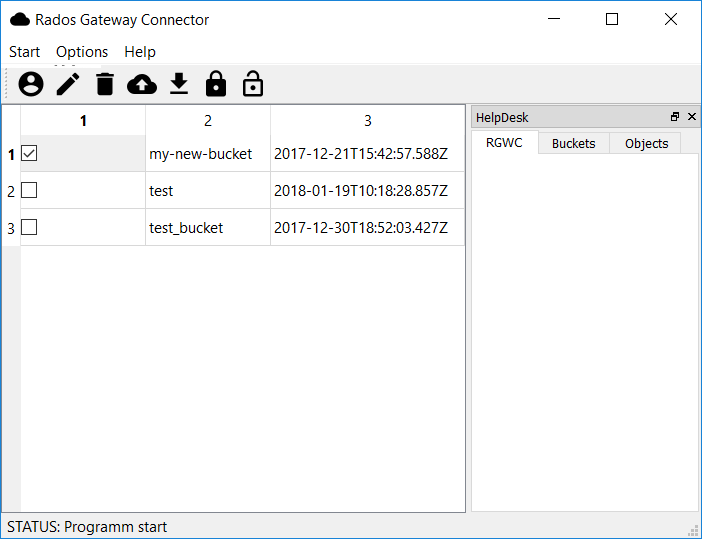 Rados Gateway Connector
Start Options Help
1 2 3
HelpDesk
RGWC Buckets Objects
1 my-new-bucket 2017-12-21T15:42:57.588Z
2 test 2018-01-19T10:18:28.857Z
3 test_bucket 2017-12-30T18:52:03.427Z
STATUS: Programm start